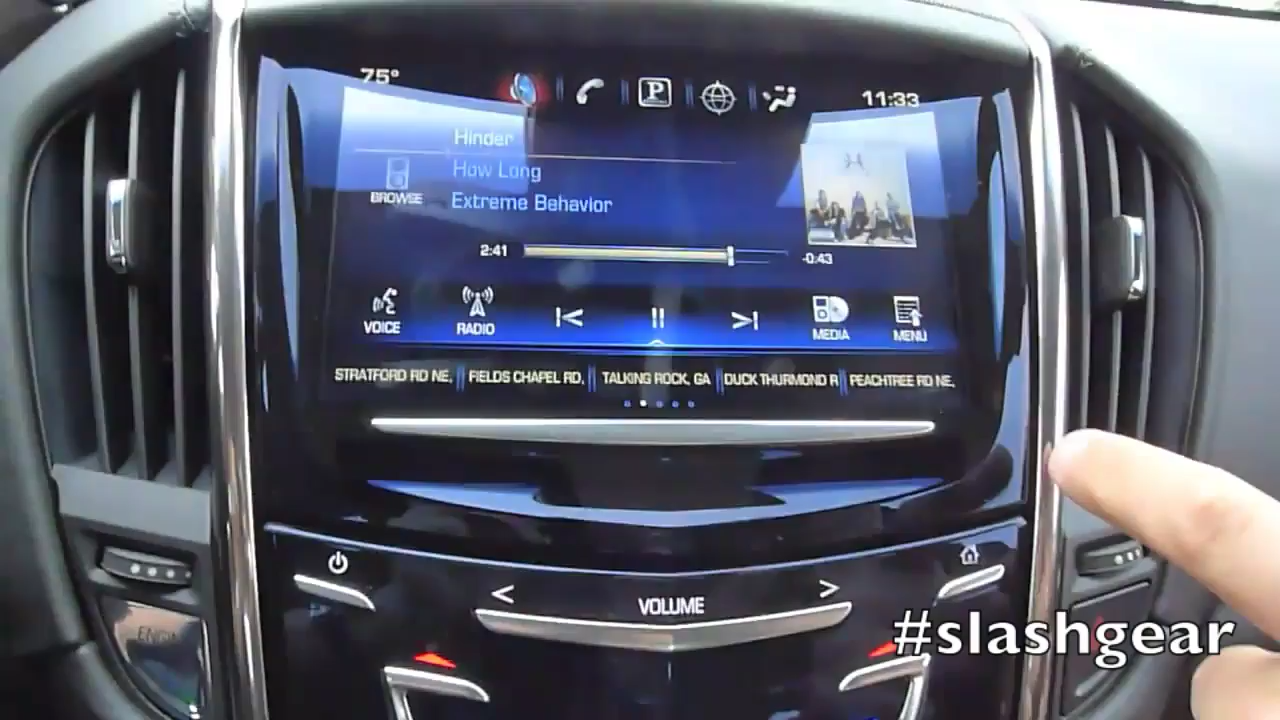 75°
P
11:33
Hinder
How Long
BROWSE
Extreme Behavior
2:41
-0:43
VOICE
RADIO
MEDIA
MENU
STRATFORD RD NE,
FIELDS CHAPEL RD,
TALKING ROCK, GA
DUCK THURMOND R
PEACHTREE RD NE,
< VOLUME >
#slashgear